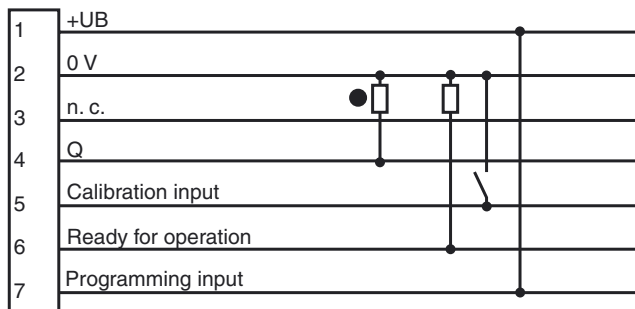 1 +UB
2 0 V
3 n. c.
4 Q
5 Calibration input
6 Ready for operation
7 Programming input